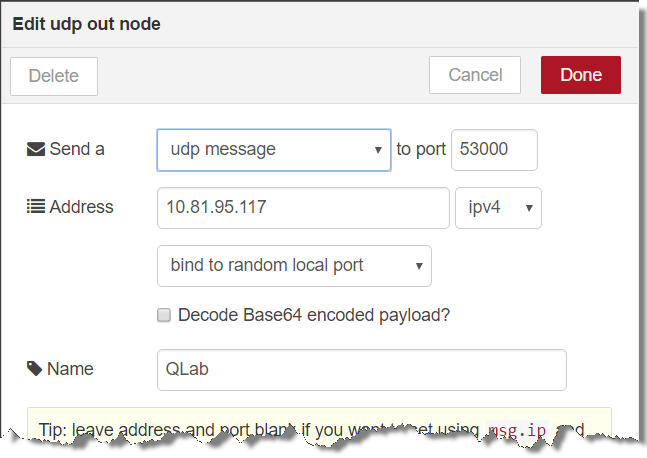 Edit udp out node
Delete Cancel Done
Send a udp message to port 53000
Address 10.81.95.117 ipv4
bind to random local port
Decode Base64 encoded payload?
Name QLab
Tip: leave address and port blank if you want to set using msg.ip and